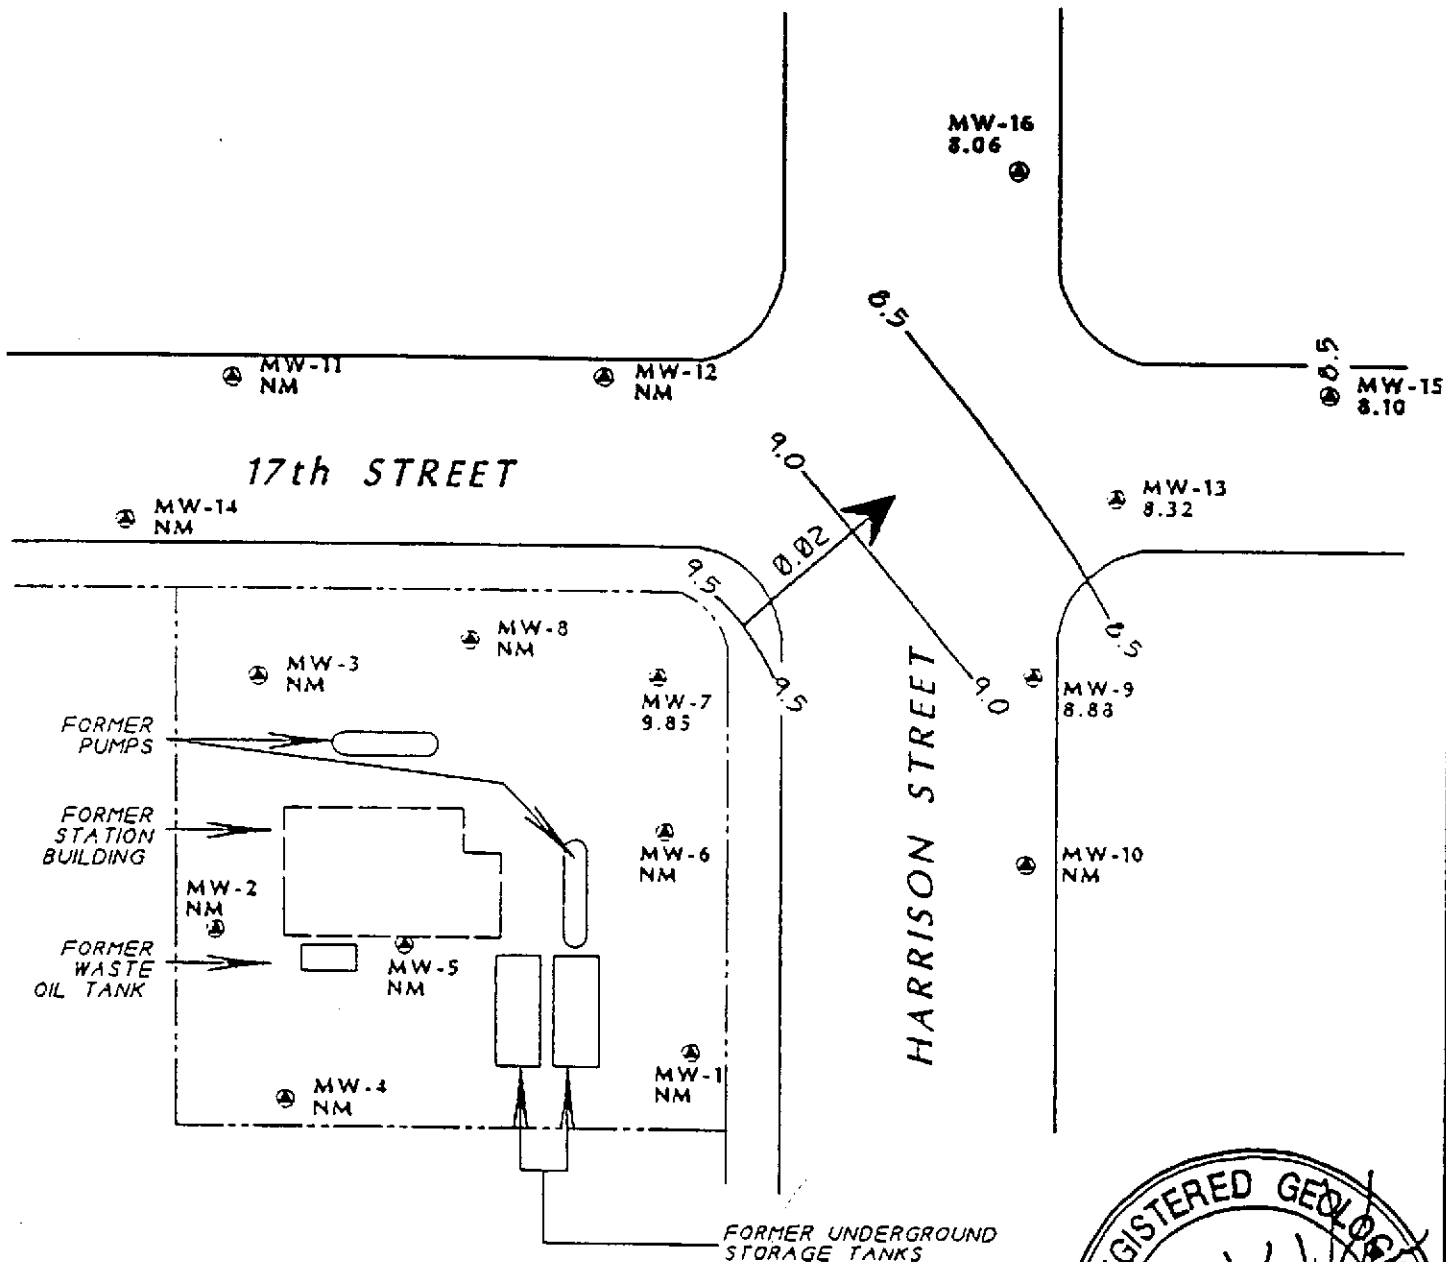 MW-16
8.06
8.5
MW-11
NM
MW-12
NM
8.5
MW-15
8.10
17th STREET
9.0
MW-13
8.32
MW-14
NM
0.02
9.5
MW-8
NM
8.5
MW-3
NM
MW-7
9.85
9.5
9.0
MW-9
8.88
FORMER
PUMPS
HARRISON STREET
FORMER
STATION
BUILDING
MW-6
NM
MW-10
NM
MW-2
NM
FORMER
WASTE
OIL TANK
MW-5
NM
MW-4
NM
MW-1
NM
FORMER UNDERGROUND
STORAGE TANKS
GISTERED GEOLOG